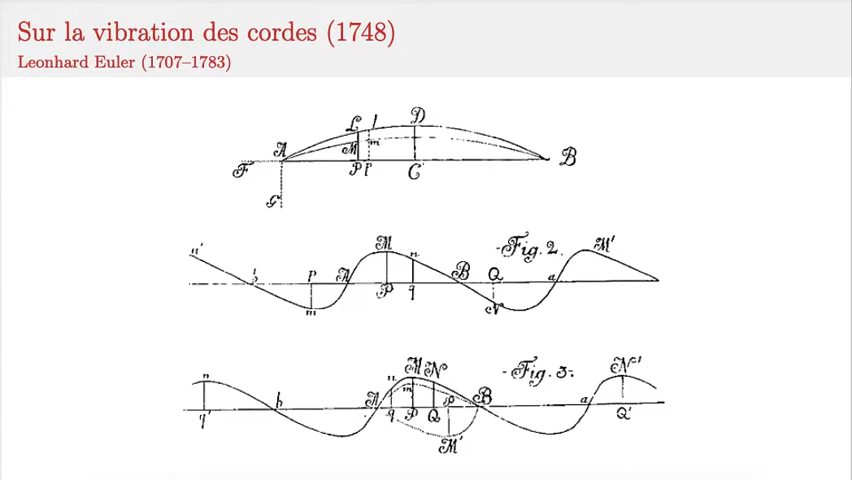 Sur la vibration des cordes (1748)
Leonhard Euler (1707–1783)
L l D
F A M m B
P p C
G
n' M n Fig. 2. M'
b p A P q B Q a
m N
n M N Fig. 3. N'
n m
q' b A q P Q p B a Q'
M'